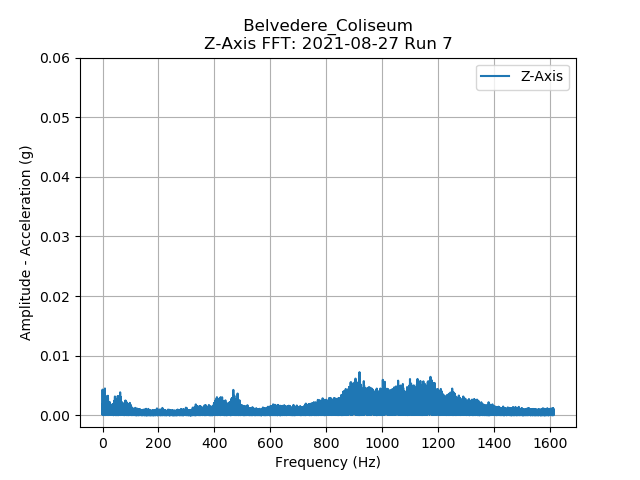 Belvedere_Coliseum
Z-Axis FFT: 2021-08-27 Run 7
Z-Axis
0.06
0.05
0.04
0.03
0.02
0.01
0.00
Amplitude - Acceleration (g)
0 200 400 600 800 1000 1200 1400 1600
Frequency (Hz)